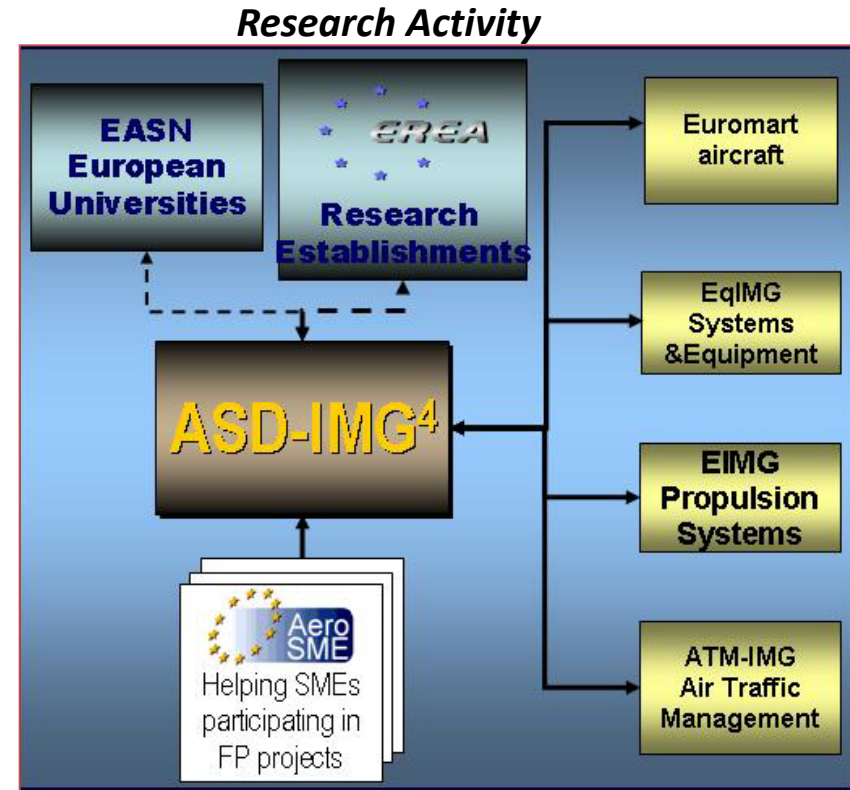 Research Activity
EASN
European
Universities
EREA
Research
Establishments
Euromart
aircraft
EqIMG
Systems
&Equipment
ASD-IMG⁴
EIMG
Propulsion
Systems
Aero
SME
Helping SMEs
participating in
FP projects
ATM-IMG
Air Traffic
Management